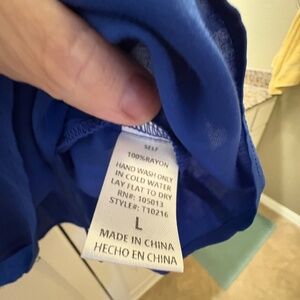 SELF
100%RAYON
HAND WASH ONLY
IN COLD WATER
LAY FLAT TO DRY
RN#: 105013
STYLE#: T10216
L
MADE IN CHINA
HECHO EN CHINA